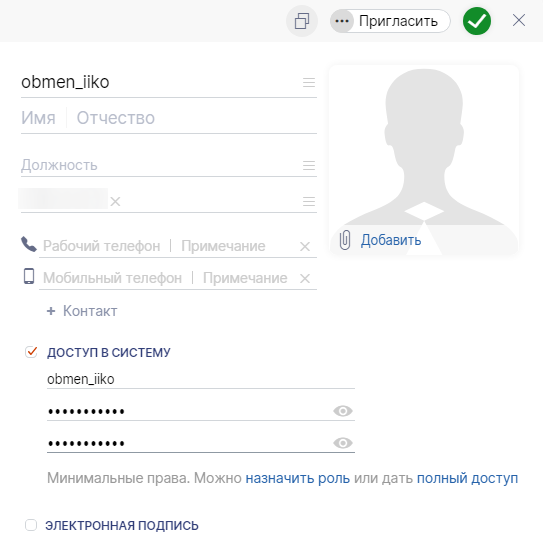 Пригласить
obmen_iiko
Имя Отчество
Должность
Рабочий телефон Примечание
Мобильный телефон Примечание
+ Контакт
Добавить
ДОСТУП В СИСТЕМУ
obmen_iiko
•••••••••••
•••••••••••
Минимальные права. Можно назначить роль или дать полный доступ
ЭЛЕКТРОННАЯ ПОДПИСЬ